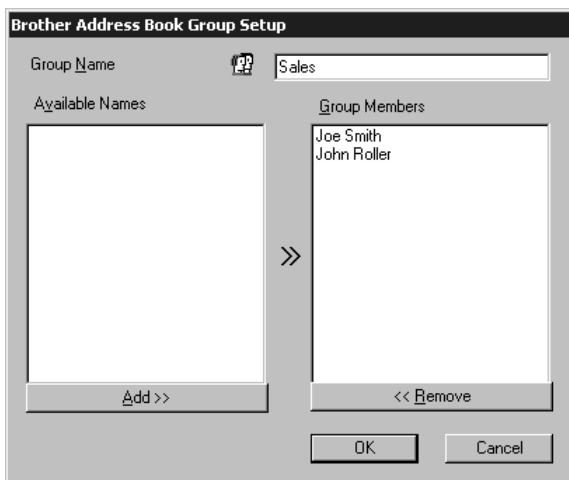 Brother Address Book Group Setup
Group Name
Sales
Available Names
Group Members
Joe Smith
John Roller
Add >>
<< Remove
OK
Cancel